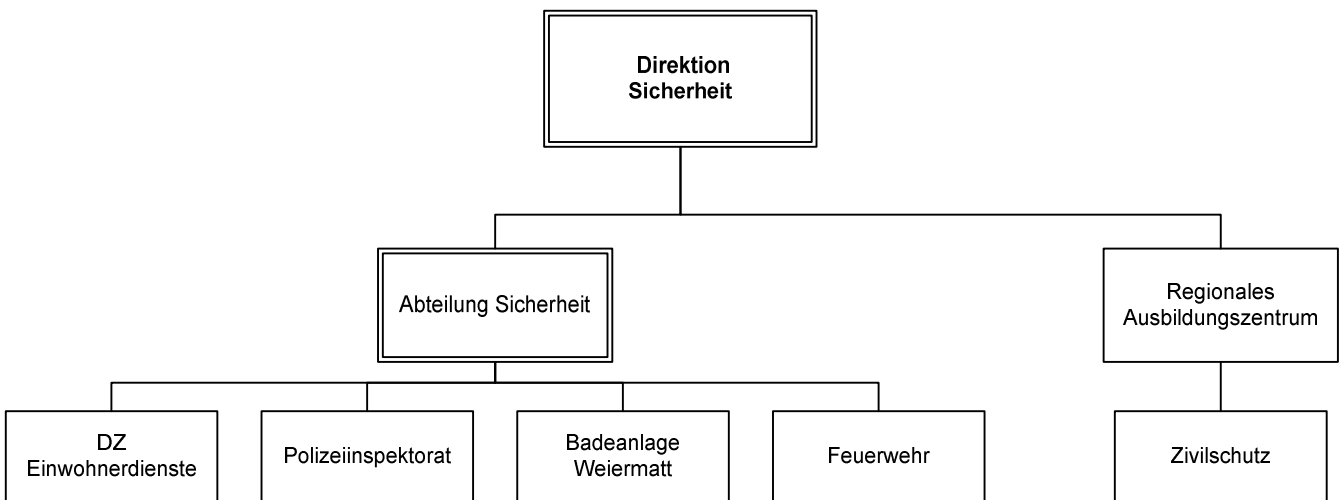 Direktion
Sicherheit
Abteilung Sicherheit
Regionales
Ausbildungszentrum
DZ
Einwohnerdienste
Polizeiinspektorat
Badeanlage
Weiermatt
Feuerwehr
Zivilschutz